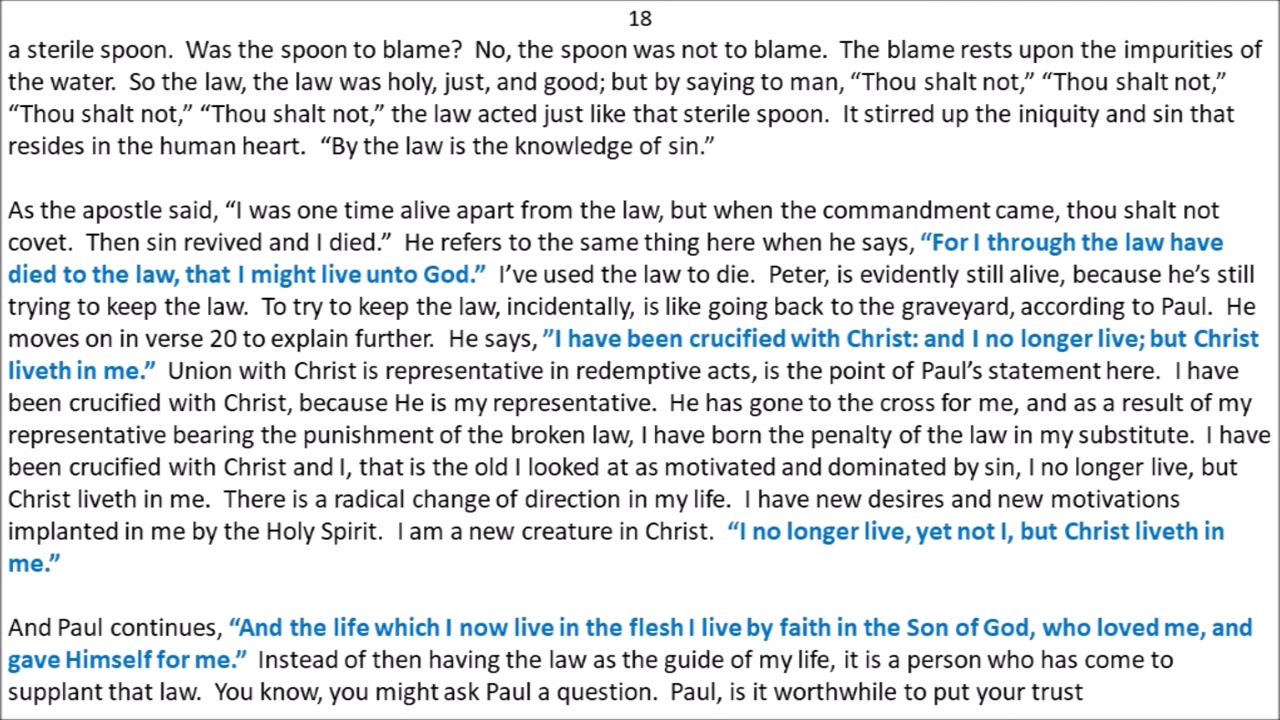 18
a sterile spoon.  Was the spoon to blame?  No, the spoon was not to blame.  The blame rests upon the impurities of
the water.  So the law, the law was holy, just, and good; but by saying to man, “Thou shalt not,” “Thou shalt not,”
“Thou shalt not,” “Thou shalt not,” the law acted just like that sterile spoon.  It stirred up the iniquity and sin that
resides in the human heart.  “By the law is the knowledge of sin.”
As the apostle said, “I was one time alive apart from the law, but when the commandment came, thou shalt not
covet.  Then sin revived and I died.”  He refers to the same thing here when he says, “For I through the law have
died to the law, that I might live unto God.”  I’ve used the law to die.  Peter, is evidently still alive, because he’s still
trying to keep the law.  To try to keep the law, incidentally, is like going back to the graveyard, according to Paul.  He
moves on in verse 20 to explain further.  He says, ”I have been crucified with Christ: and I no longer live; but Christ
liveth in me.”  Union with Christ is representative in redemptive acts, is the point of Paul’s statement here.  I have
been crucified with Christ, because He is my representative.  He has gone to the cross for me, and as a result of my
representative bearing the punishment of the broken law, I have born the penalty of the law in my substitute.  I have
been crucified with Christ and I, that is the old I looked at as motivated and dominated by sin, I no longer live, but
Christ liveth in me.  There is a radical change of direction in my life.  I have new desires and new motivations
implanted in me by the Holy Spirit.  I am a new creature in Christ.  “I no longer live, yet not I, but Christ liveth in
me.”
And Paul continues, “And the life which I now live in the flesh I live by faith in the Son of God, who loved me, and
gave Himself for me.”  Instead of then having the law as the guide of my life, it is a person who has come to
supplant that law.  You know, you might ask Paul a question.  Paul, is it worthwhile to put your trust